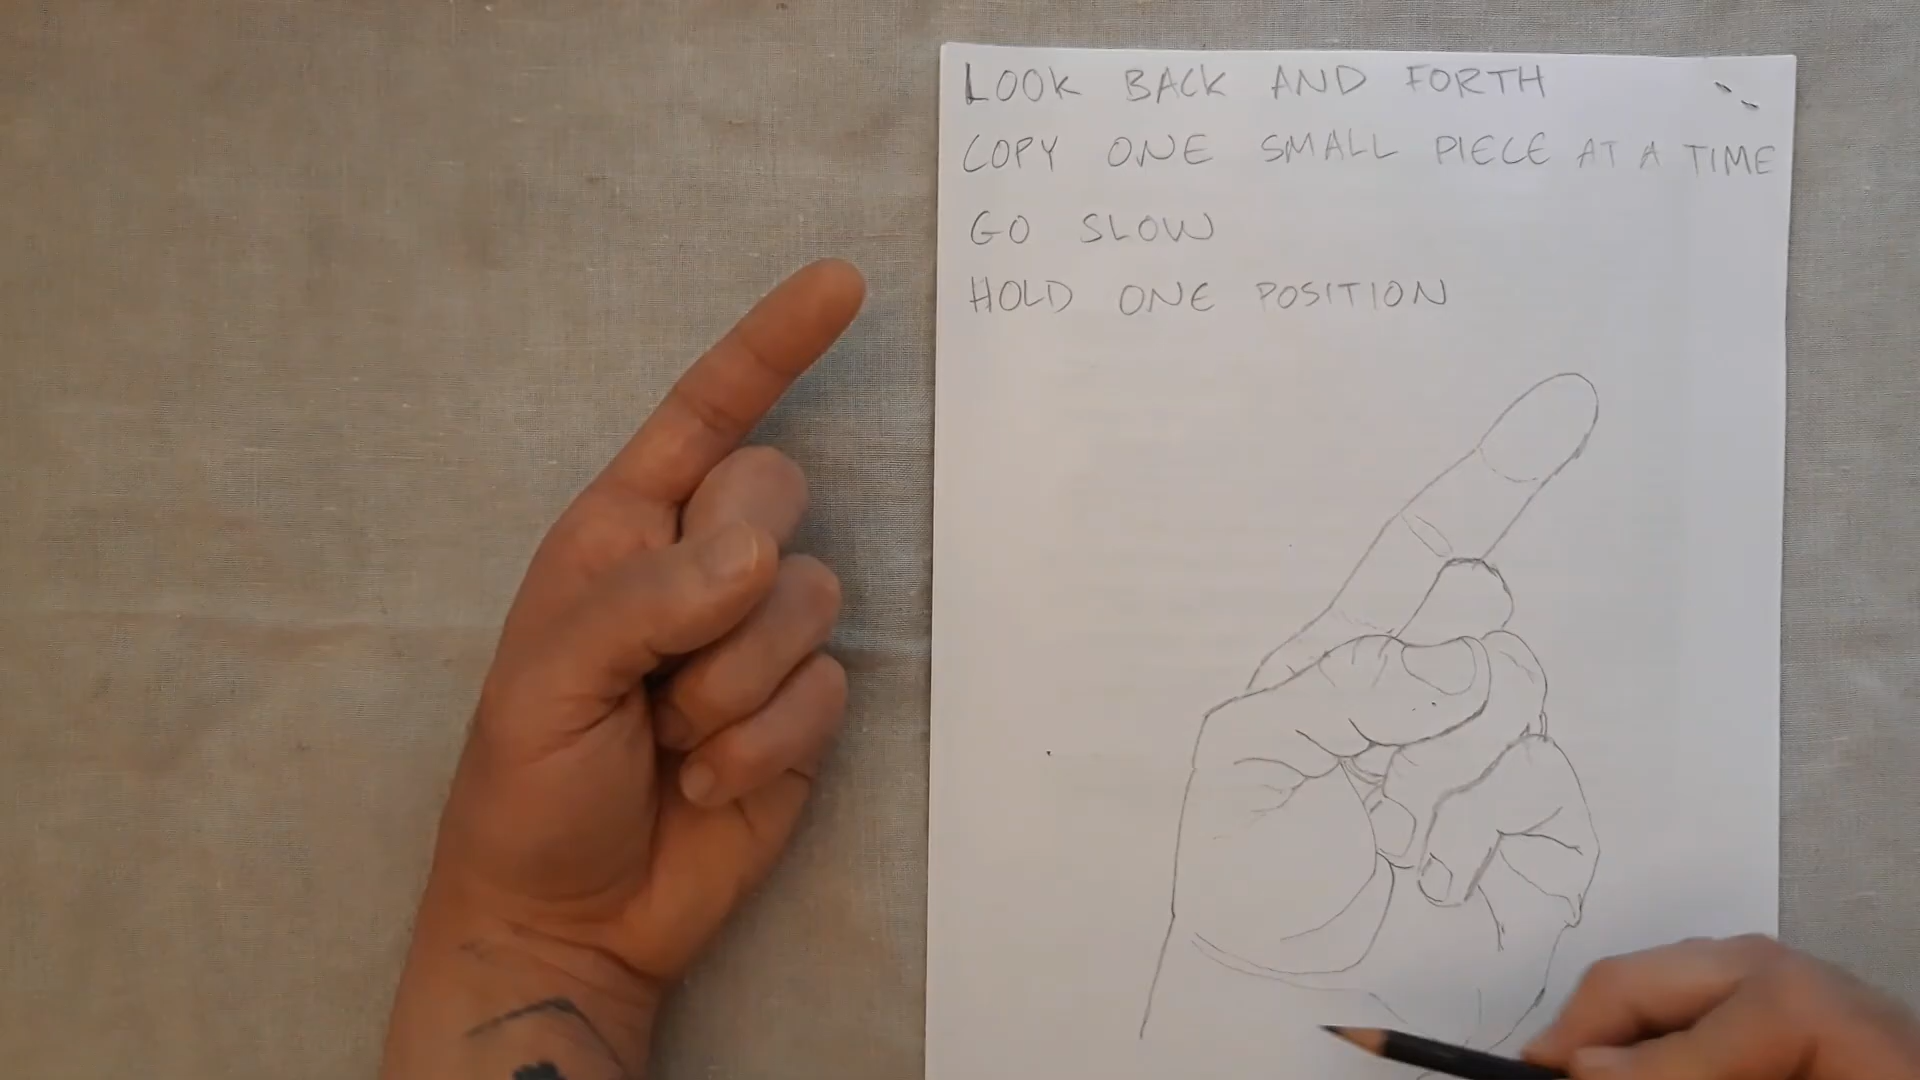 LOOK BACK AND FORTH
COPY ONE SMALL PIECE AT A TIME
GO SLOW
HOLD ONE POSITION